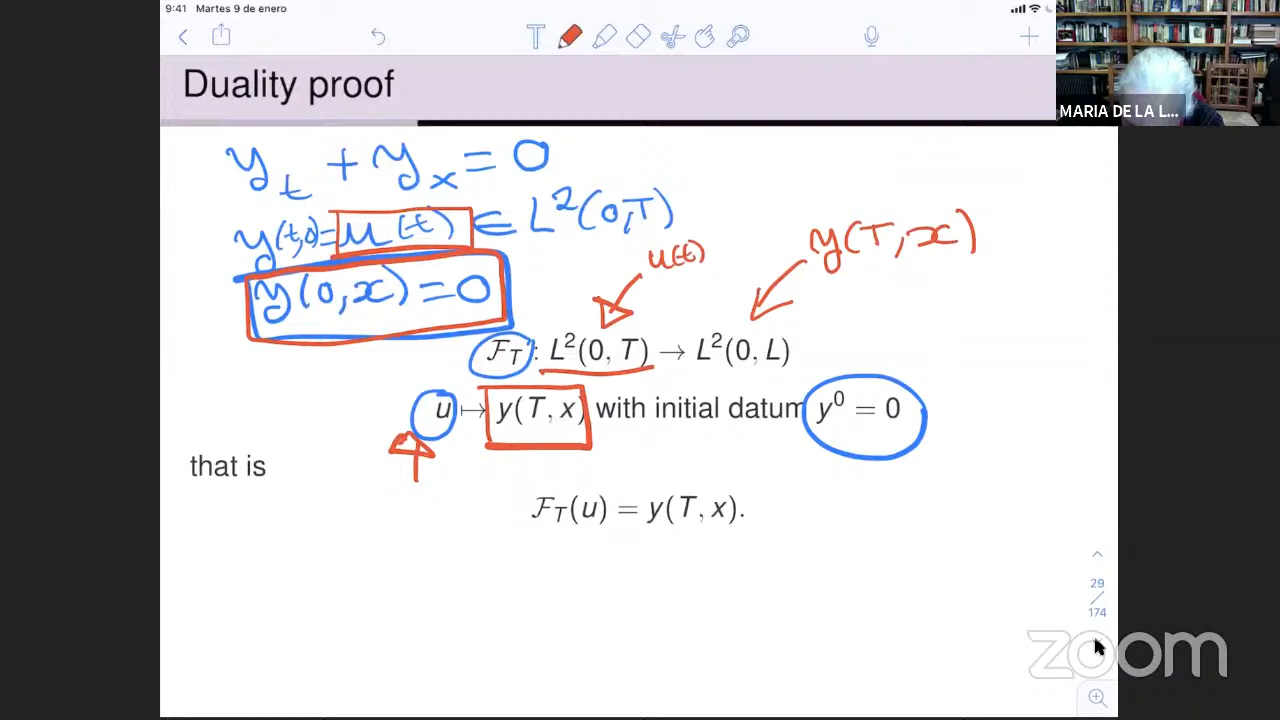 9:41 Martes 9 de enero
Duality proof
MARIA DE LA L...
y_t + y_x = 0
y(t,0) = u(t) ∈ L²(0,T)
u(t)
y(T,x)
y(0,x) = 0
ℱ_T : L²(0, T) → L²(0, L)
u ↦ y(T, x) with initial datum y⁰ = 0
that is
ℱ_T(u) = y(T, x).
29
174
zoom